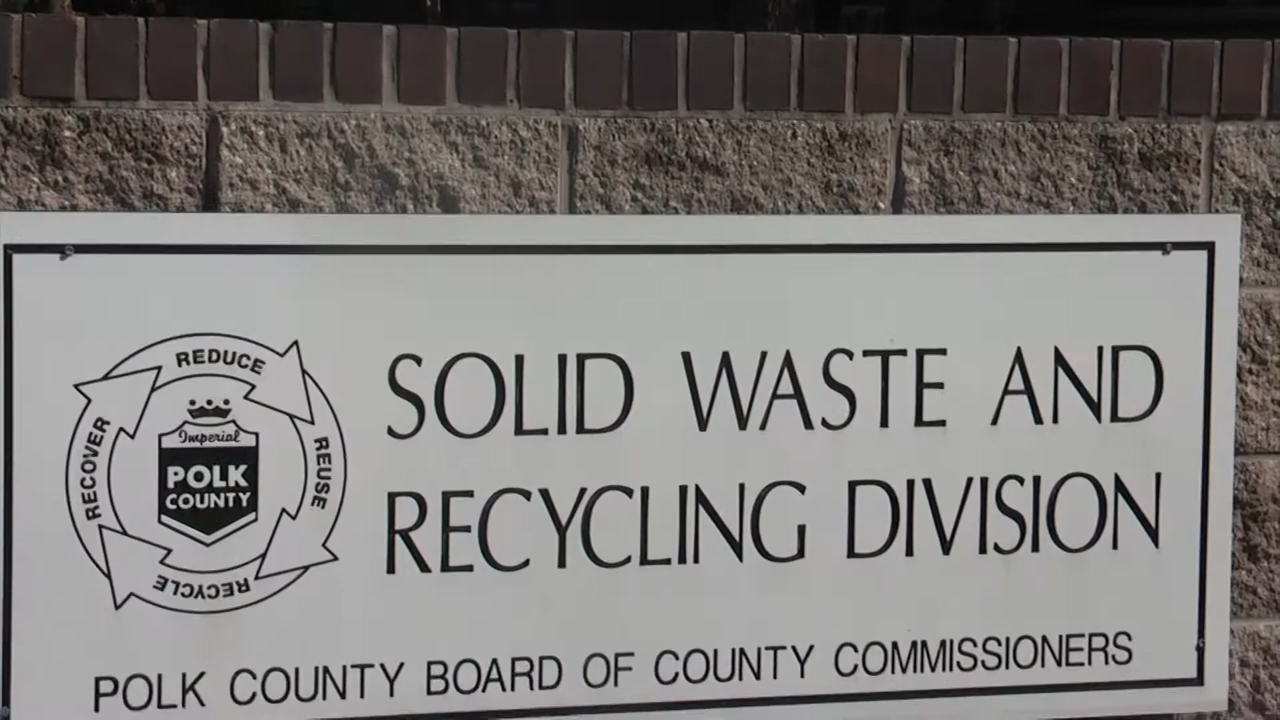 REDUCE
REUSE
RECYCLE
RECOVER
Imperial
POLK
COUNTY
SOLID WASTE AND
RECYCLING DIVISION
POLK COUNTY BOARD OF COUNTY COMMISSIONERS